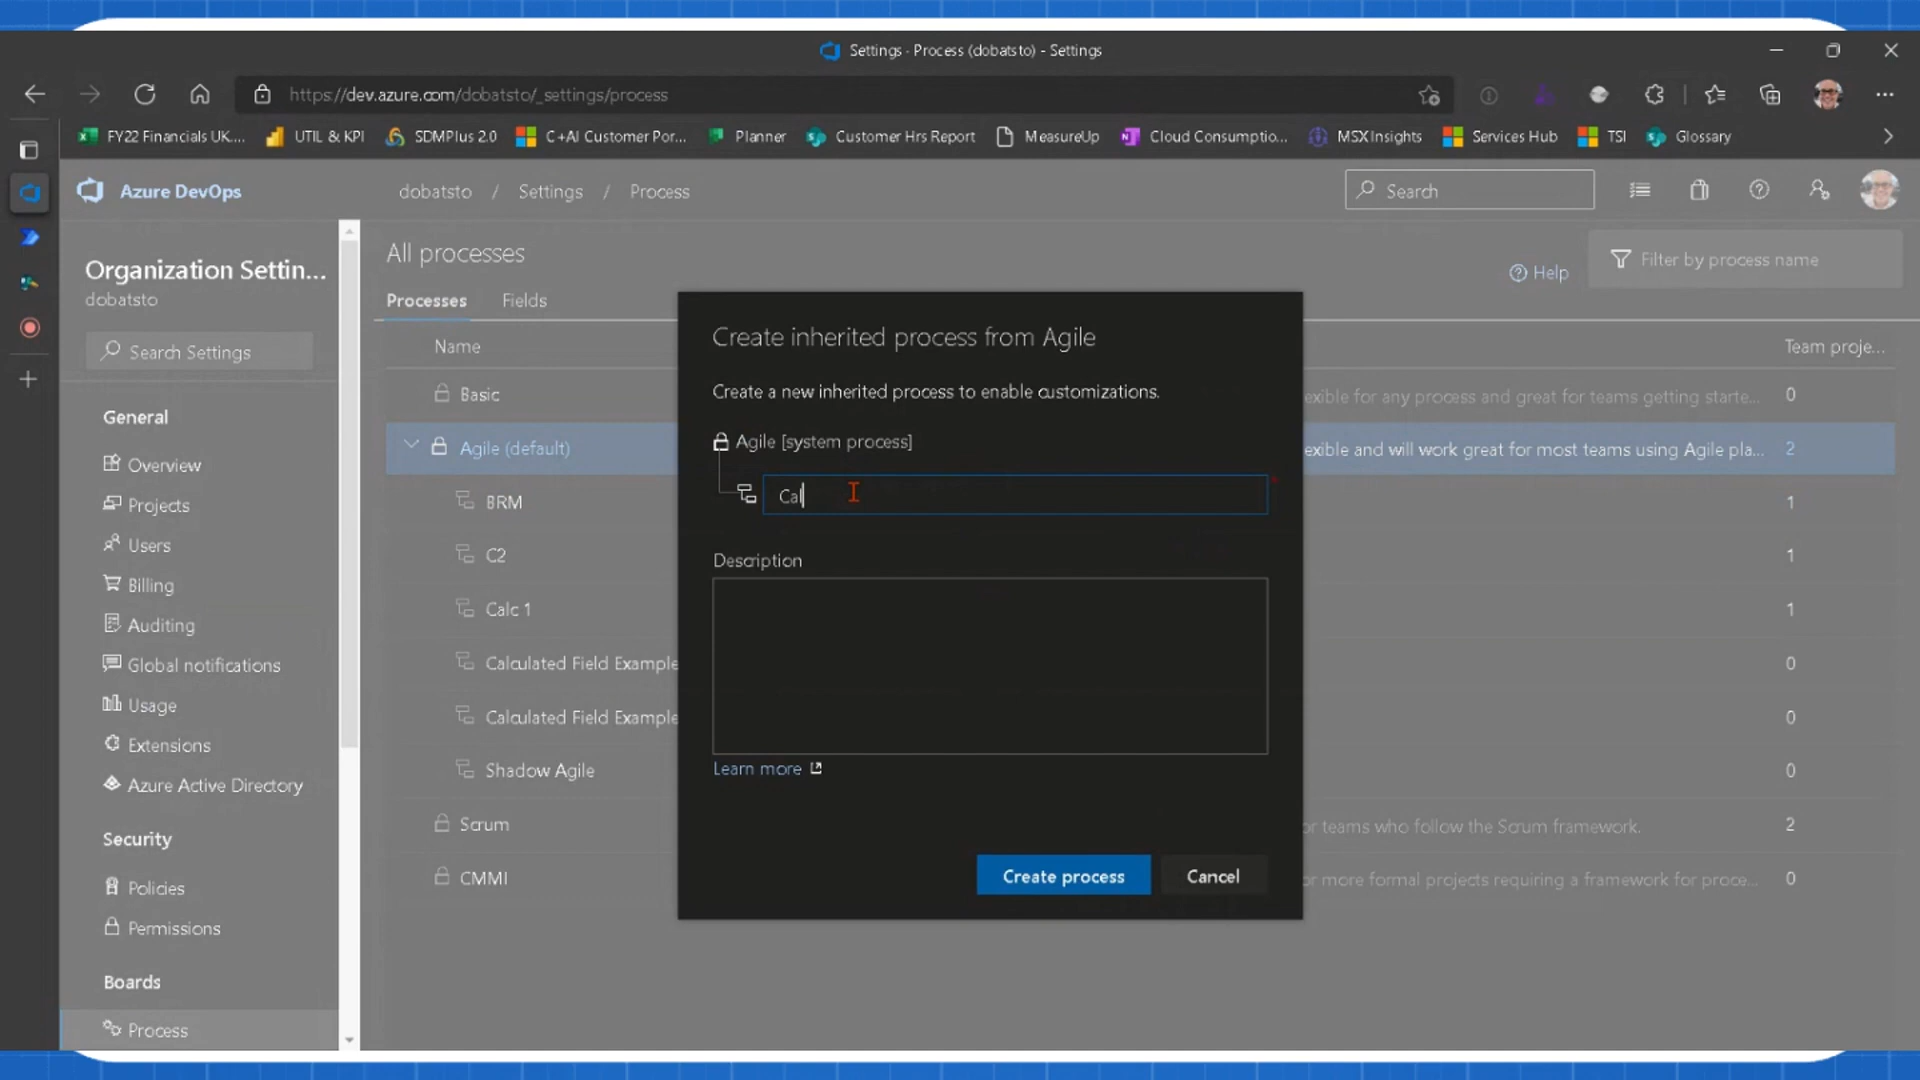 Settings - Process (dobatsto) - Settings
https://dev.azure.com/dobatsto/_settings/process
FY22 Financials UK....
UTIL & KPI
SDMPlus 2.0
C+AI Customer Por...
Planner
Customer Hrs Report
MeasureUp
Cloud Consumptio...
MSX Insights
Services Hub
TSI
Glossary
Azure DevOps
dobatsto / Settings / Process
Search
Organization Settin...
dobatsto
Search Settings
General
Overview
Projects
Users
Billing
Auditing
Global notifications
Usage
Extensions
Azure Active Directory
Security
Policies
Permissions
Boards
Process
All processes
Help
Filter by process name
Processes
Fields
Name
Team proje...
Basic
exible for any process and great for teams getting starte...
0
Agile (default)
exible and will work great for most teams using Agile pla...
2
BRM
1
C2
1
Calc 1
1
Calculated Field Example
0
Calculated Field Example
0
Shadow Agile
0
Scrum
or teams who follow the Scrum framework.
2
CMMI
or more formal projects requiring a framework for proce...
0
Create inherited process from Agile
Create a new inherited process to enable customizations.
Agile [system process]
Cal
Description
Learn more
Create process
Cancel